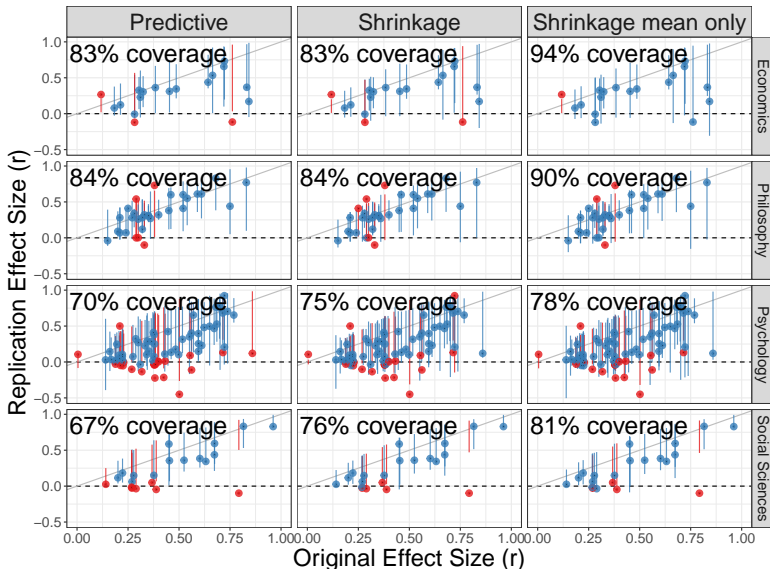 Predictive
Shrinkage
Shrinkage mean only
83% coverage
83% coverage
94% coverage
Economics
1.0
0.5
0.0
−0.5
84% coverage
84% coverage
90% coverage
Philosophy
1.0
0.5
0.0
−0.5
70% coverage
75% coverage
78% coverage
Psychology
1.0
0.5
0.0
−0.5
67% coverage
76% coverage
81% coverage
Social Sciences
1.0
0.5
0.0
−0.5
0.00 0.25 0.50 0.75 1.00 0.00 0.25 0.50 0.75 1.00 0.00 0.25 0.50 0.75 1.00
Original Effect Size (r)
Replication Effect Size (r)